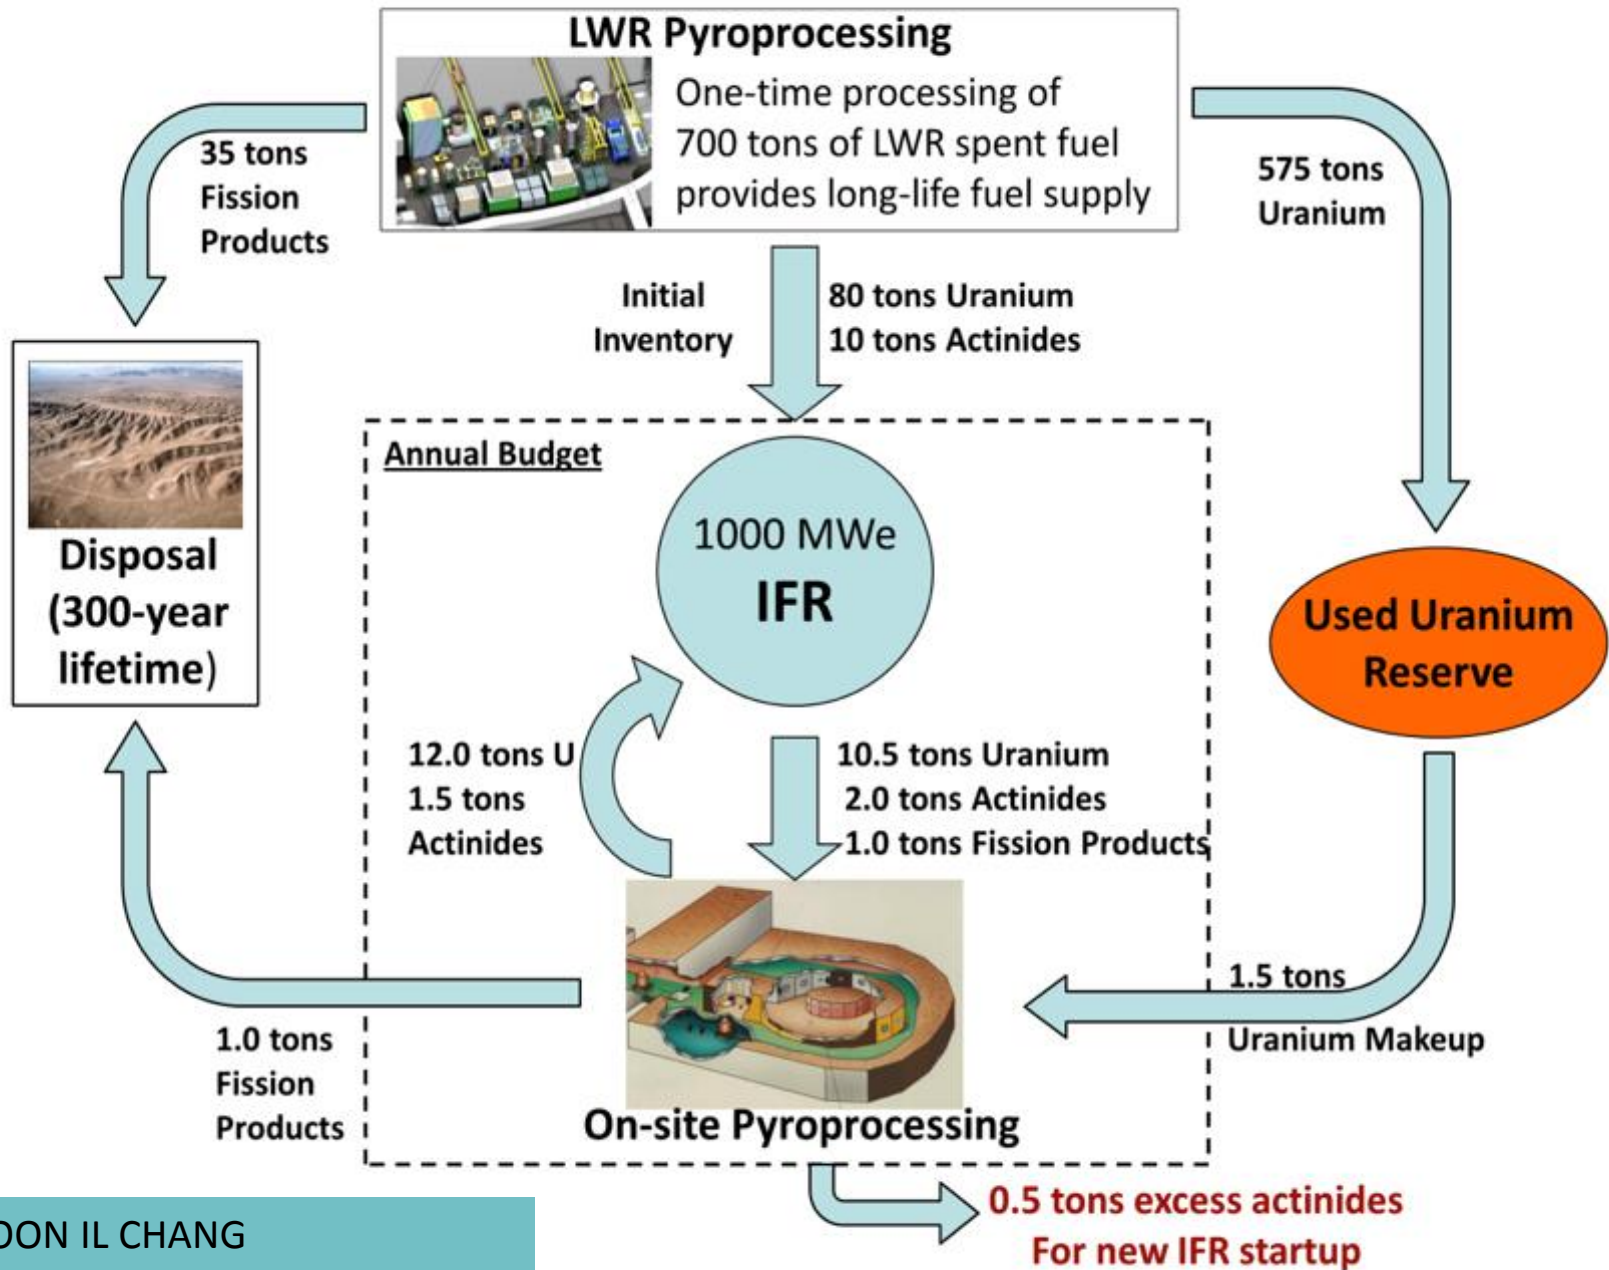 LWR Pyroprocessing
One-time processing of
700 tons of LWR spent fuel
provides long-life fuel supply
35 tons
Fission
Products
575 tons
Uranium
Initial
Inventory
80 tons Uranium
10 tons Actinides
Disposal
(300-year
lifetime)
Annual Budget
1000 MWe
IFR
Used Uranium
Reserve
12.0 tons U
1.5 tons
Actinides
10.5 tons Uranium
2.0 tons Actinides
1.0 tons Fission Products
1.0 tons
Fission
Products
1.5 tons
Uranium Makeup
On-site Pyroprocessing
0.5 tons excess actinides
For new IFR startup
OON IL CHANG